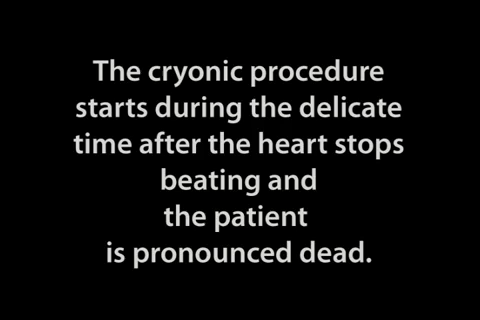 The cryonic procedure
starts during the delicate
time after the heart stops
beating and
the patient
is pronounced dead.